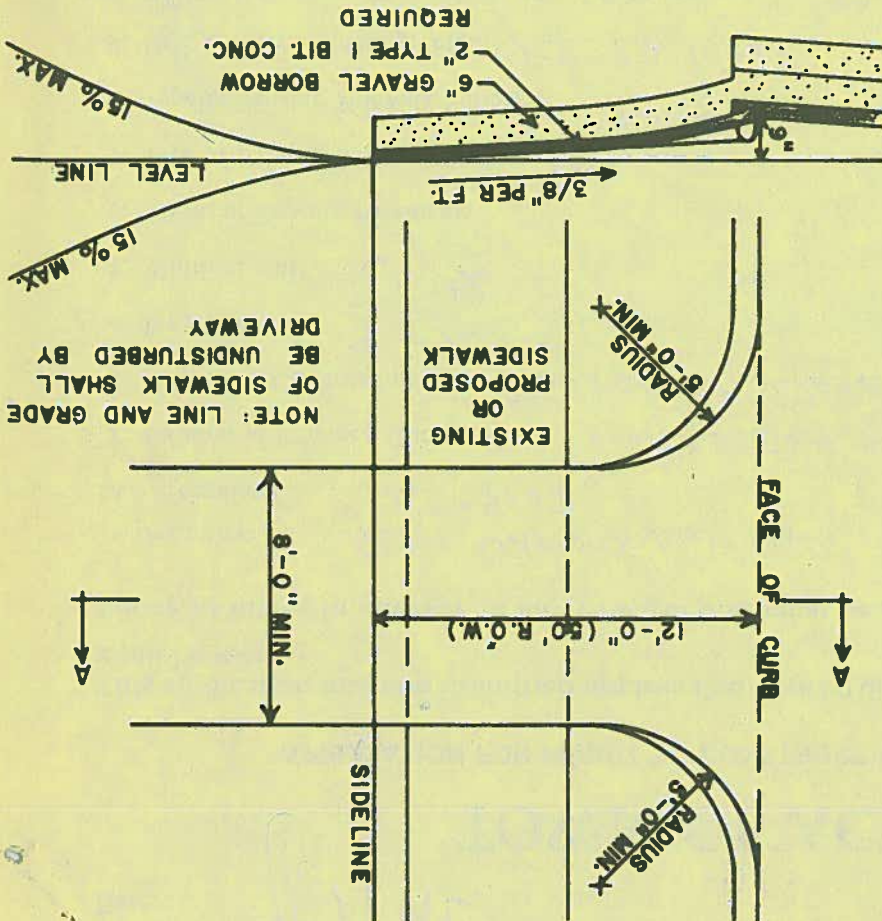 RADIUS
5'-0" MIN.
SIDELINE
FACE OF CURB
12'-0" (50' R.O.W.)
8'-0" MIN.
A
A
EXISTING
OR
PROPOSED
SIDEWALK
RADIUS
5'-0" MIN.
NOTE: LINE AND GRADE
OF SIDEWALK SHALL
BE UNDISTURBED BY
DRIVEWAY
15% MAX.
3/8" PER FT.
LEVEL LINE
6"
15% MAX.
6" GRAVEL BORROW
2" TYPE I BIT. CONC.
REQUIRED